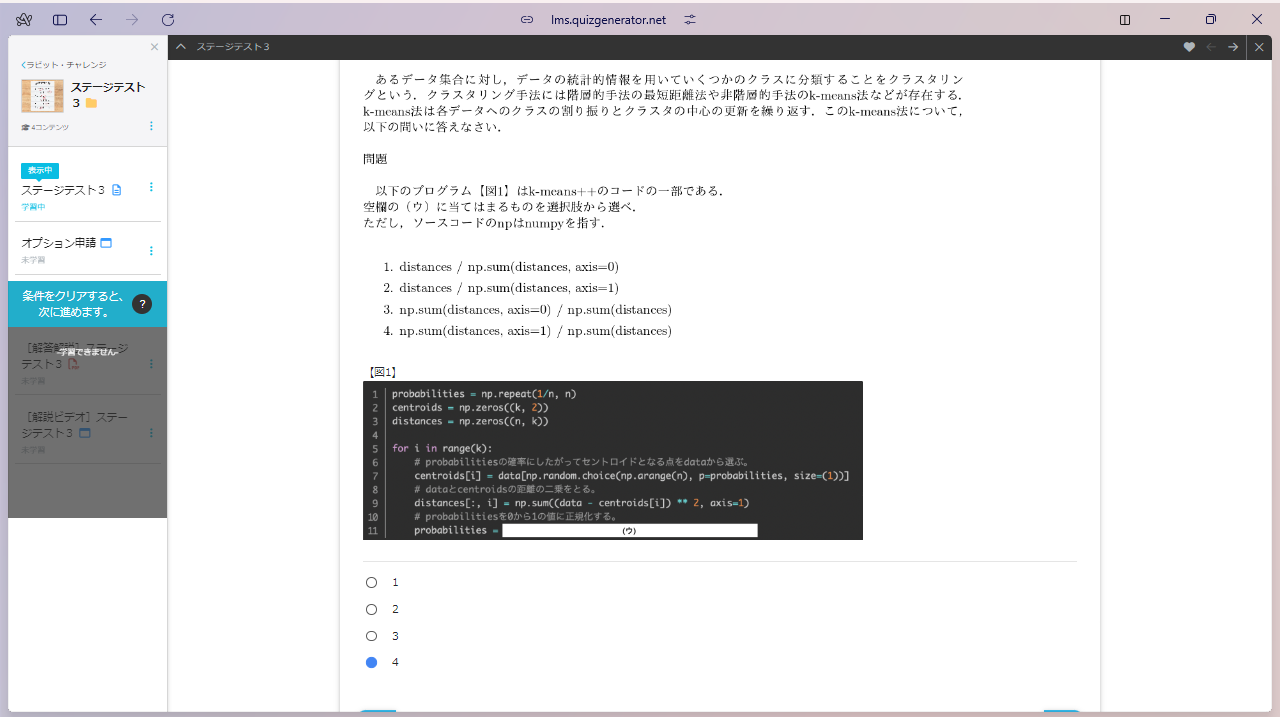 lms.quizgenerator.net
ステージテスト３
ラビット・チャレンジ
ステージテスト
３
4コンテンツ
表示中
ステージテスト３
学習中
オプション申請
未学習
条件をクリアすると、
次に進めます。
?
［解答解説］ステージ
-学習できません-
テスト３
未学習
［解説ビデオ］ステー
ジテスト３
未学習
あるデータ集合に対し，データの統計的情報を用いていくつかのクラスに分類することをクラスタリン
グという．クラスタリング手法には階層的手法の最短距離法や非階層的手法のk-means法などが存在する．
k-means法は各データへのクラスの割り振りとクラスタの中心の更新を繰り返す．このk-means法について，
以下の問いに答えなさい．
問題
以下のプログラム【図1】はk-means++のコードの一部である．
空欄の（ウ）に当てはまるものを選択肢から選べ．
ただし，ソースコードのnpはnumpyを指す．
1. distances / np.sum(distances, axis=0)
2. distances / np.sum(distances, axis=1)
3. np.sum(distances, axis=0) / np.sum(distances)
4. np.sum(distances, axis=1) / np.sum(distances)
【図1】
1 probabilities = np.repeat(1/n, n)
2 centroids = np.zeros((k, 2))
3 distances = np.zeros((n, k))
4
5 for i in range(k):
6 # probabilitiesの確率にしたがってセントロイドとなる点をdataから選ぶ。
7 centroids[i] = data[np.random.choice(np.arange(n), p=probabilities, size=(1))]
8 # dataとcentroidsの距離の二乗をとる。
9 distances[:, i] = np.sum((data - centroids[i]) ** 2, axis=1)
10 # probabilitiesを0から1の値に正規化する。
11 probabilities = （ウ）
1
2
3
4